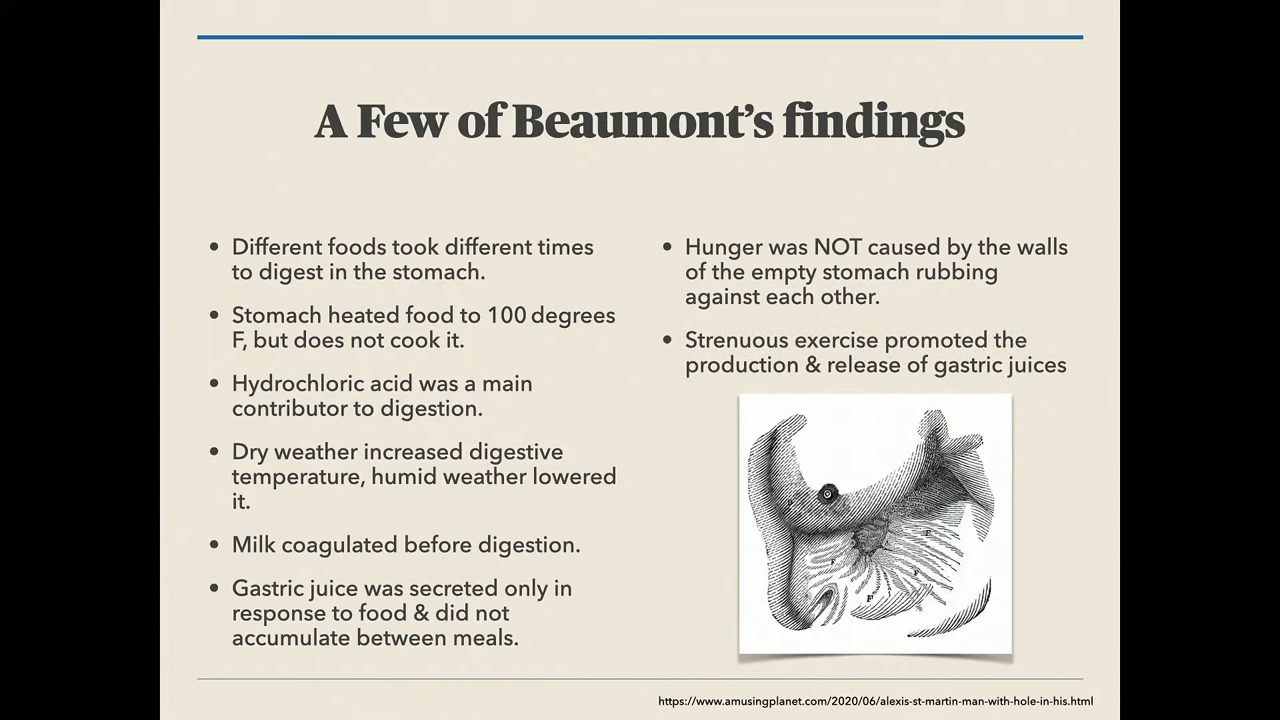 A Few of Beaumont’s findings
• Different foods took different times
to digest in the stomach.
• Stomach heated food to 100 degrees
F, but does not cook it.
• Hydrochloric acid was a main
contributor to digestion.
• Dry weather increased digestive
temperature, humid weather lowered
it.
• Milk coagulated before digestion.
• Gastric juice was secreted only in
response to food & did not
accumulate between meals.
• Hunger was NOT caused by the walls
of the empty stomach rubbing
against each other.
• Strenuous exercise promoted the
production & release of gastric juices
F
F
https://www.amusingplanet.com/2020/06/alexis-st-martin-man-with-hole-in-his.html